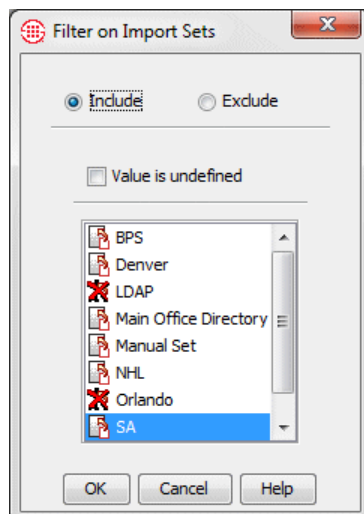 Filter on Import Sets
Include Exclude
Value is undefined
BPS
Denver
LDAP
Main Office Directory
Manual Set
NHL
Orlando
SA
OK Cancel Help